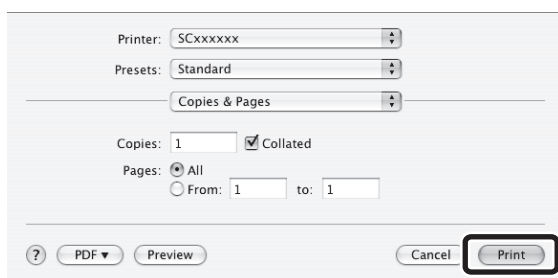 Printer: SCxxxxxx
Presets: Standard
Copies & Pages
Copies: 1 Collated
Pages: All
From: 1 to: 1
? PDF ▼ Preview Cancel Print